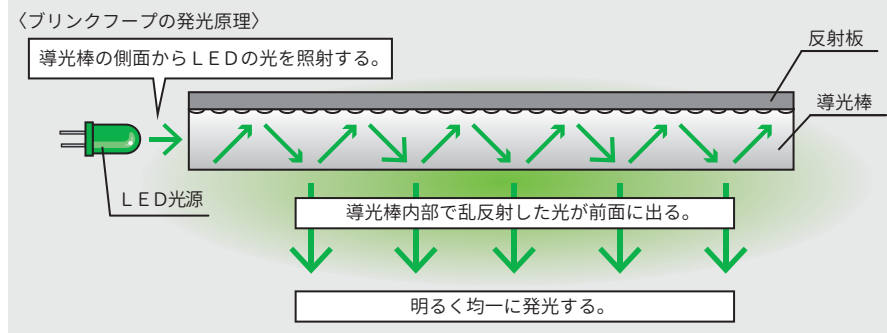 〈ブリンクフープの発光原理〉
導光棒の側面からＬＥＤの光を照射する。
反射板
導光棒
ＬＥＤ光源
導光棒内部で乱反射した光が前面に出る。
明るく均一に発光する。